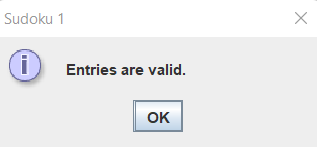 Sudoku 1
Entries are valid.
OK